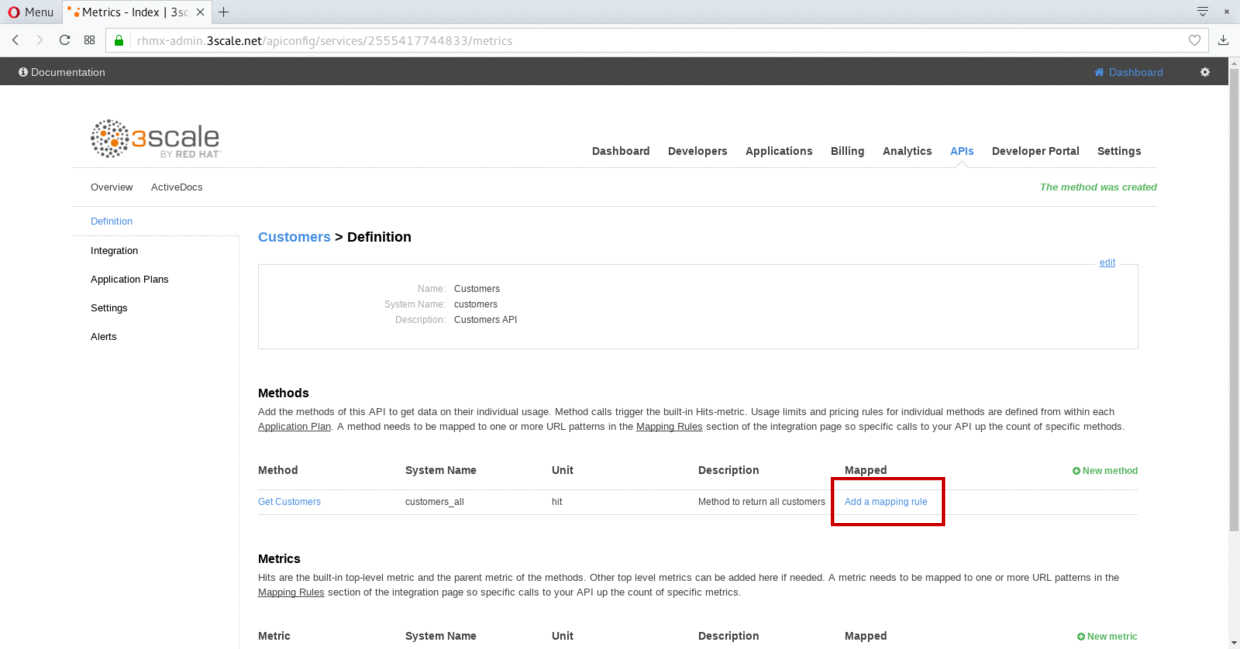 Menu
Metrics - Index | 3sc
rhmx-admin.3scale.net/apiconfig/services/2555417744833/metrics
Documentation
Dashboard
3scale
BY RED HAT
Dashboard Developers Applications Billing Analytics APIs Developer Portal Settings
Overview ActiveDocs
The method was created
Definition
Integration
Application Plans
Settings
Alerts
Customers > Definition
edit
Name: Customers
System Name: customers
Description: Customers API
Methods
Add the methods of this API to get data on their individual usage. Method calls trigger the built-in Hits-metric. Usage limits and pricing rules for individual methods are defined from within each
Application Plan. A method needs to be mapped to one or more URL patterns in the Mapping Rules section of the integration page so specific calls to your API up the count of specific methods.
Method System Name Unit Description Mapped New method
Get Customers customers_all hit Method to return all customers Add a mapping rule
Metrics
Hits are the built-in top-level metric and the parent metric of the methods. Other top level metrics can be added here if needed. A metric needs to be mapped to one or more URL patterns in the
Mapping Rules section of the integration page so specific calls to your API up the count of specific metrics.
Metric System Name Unit Description Mapped New metric